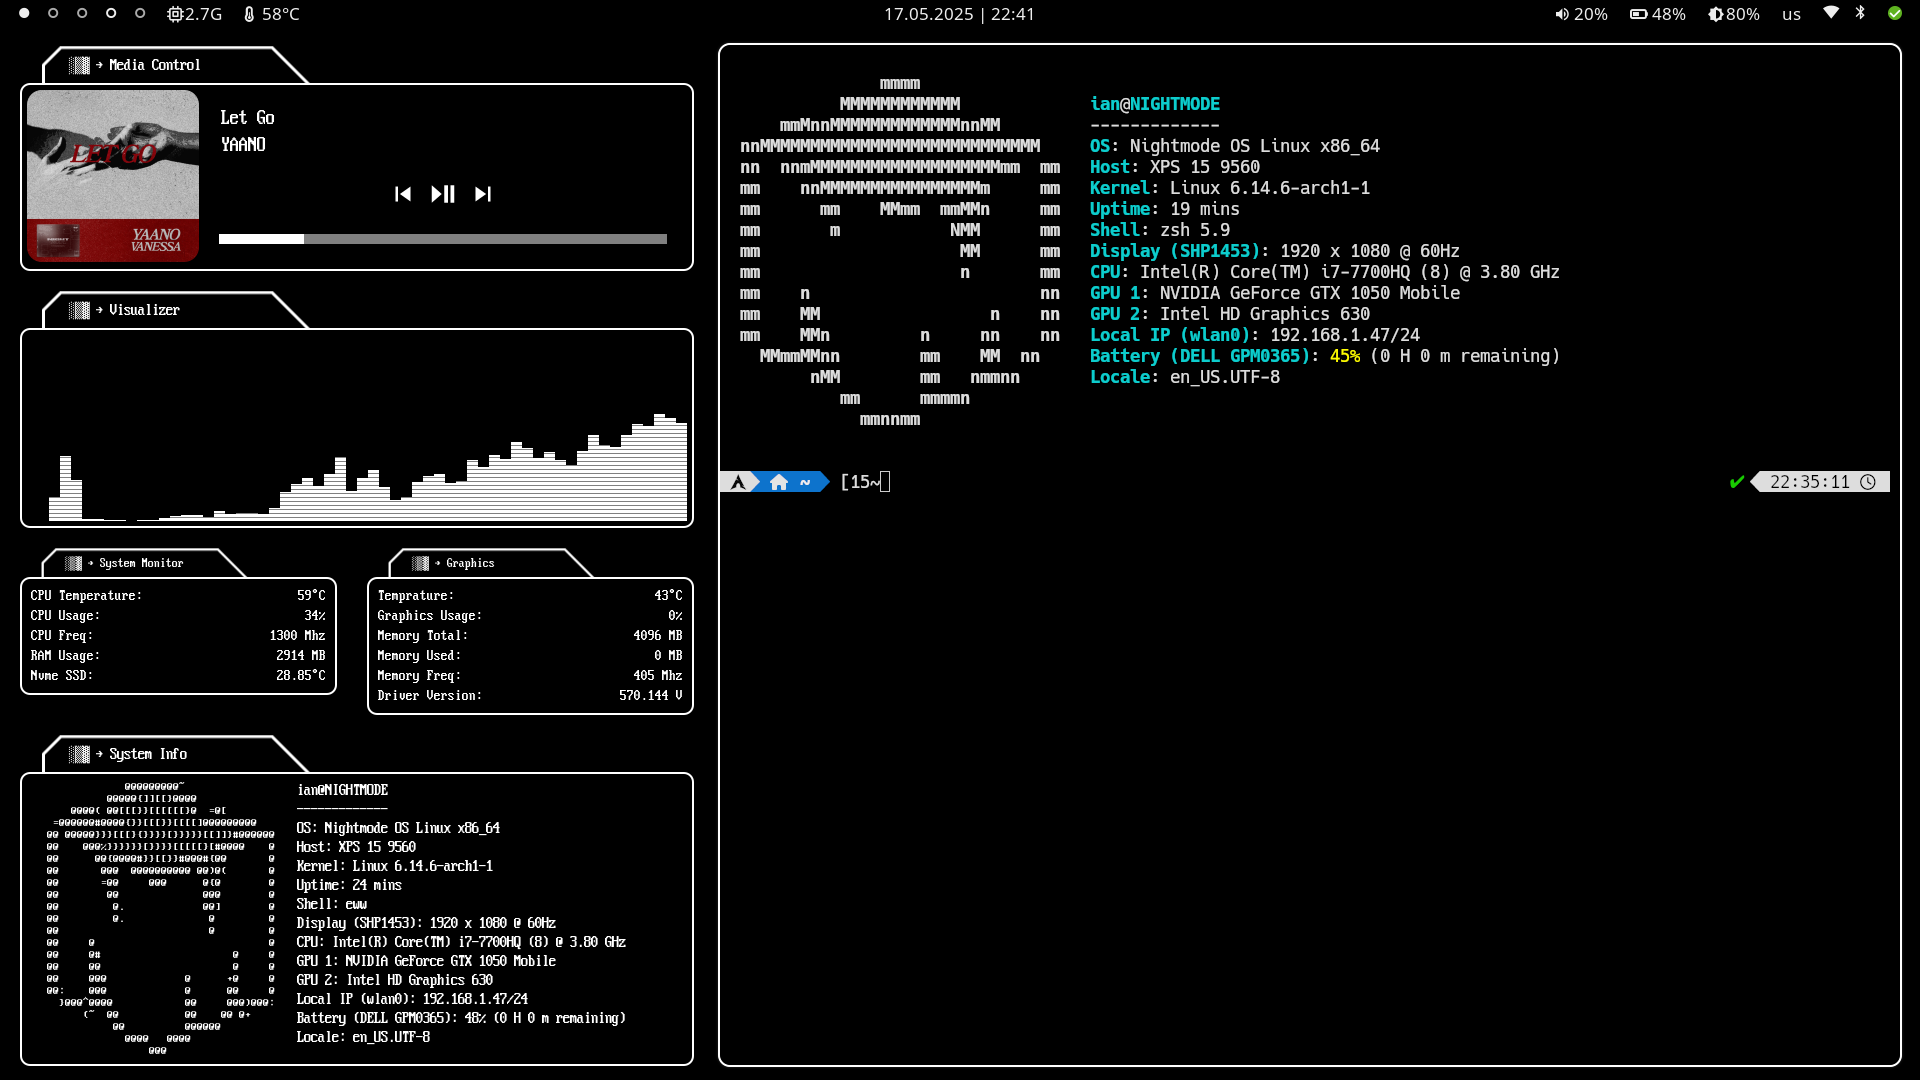 2.7G 58°C 17.05.2025 | 22:41 20% 48% 80% us
Media Control
LET GO
YAANO
VANESSA
Let Go
YAANO
Visualizer
System Monitor
CPU Temperature: 59°C
CPU Usage: 34%
CPU Freq: 1300 Mhz
RAM Usage: 2914 MB
Nvme SSD: 28.85°C
Graphics
Temprature: 43°C
Graphics Usage: 0%
Memory Total: 4096 MB
Memory Used: 0 MB
Memory Freq: 405 Mhz
Driver Version: 570.144 V
System Info
ian@NIGHTMODE
-------------
OS: Nightmode OS Linux x86_64
Host: XPS 15 9560
Kernel: Linux 6.14.6-arch1-1
Uptime: 24 mins
Shell: eww
Display (SHP1453): 1920 x 1080 @ 60Hz
CPU: Intel(R) Core(TM) i7-7700HQ (8) @ 3.80 GHz
GPU 1: NVIDIA GeForce GTX 1050 Mobile
GPU 2: Intel HD Graphics 630
Local IP (wlan0): 192.168.1.47/24
Battery (DELL GPM0365): 48% (0 H 0 m remaining)
Locale: en_US.UTF-8
ian@NIGHTMODE
-------------
OS: Nightmode OS Linux x86_64
Host: XPS 15 9560
Kernel: Linux 6.14.6-arch1-1
Uptime: 19 mins
Shell: zsh 5.9
Display (SHP1453): 1920 x 1080 @ 60Hz
CPU: Intel(R) Core(TM) i7-7700HQ (8) @ 3.80 GHz
GPU 1: NVIDIA GeForce GTX 1050 Mobile
GPU 2: Intel HD Graphics 630
Local IP (wlan0): 192.168.1.47/24
Battery (DELL GPM0365): 45% (0 H 0 m remaining)
Locale: en_US.UTF-8
~ [15~ ✔ 22:35:11